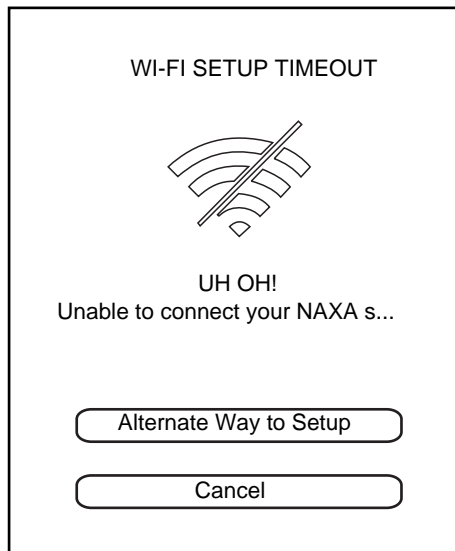 WI-FI SETUP TIMEOUT
UH OH!
Unable to connect your NAXA s...
Alternate Way to Setup
Cancel